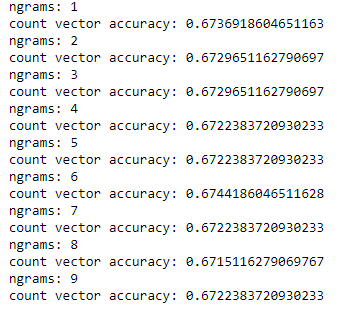 ngrams: 1
count vector accuracy: 0.6736918604651163
ngrams: 2
count vector accuracy: 0.6729651162790697
ngrams: 3
count vector accuracy: 0.6729651162790697
ngrams: 4
count vector accuracy: 0.6722383720930233
ngrams: 5
count vector accuracy: 0.6722383720930233
ngrams: 6
count vector accuracy: 0.6744186046511628
ngrams: 7
count vector accuracy: 0.6722383720930233
ngrams: 8
count vector accuracy: 0.6715116279069767
ngrams: 9
count vector accuracy: 0.6722383720930233